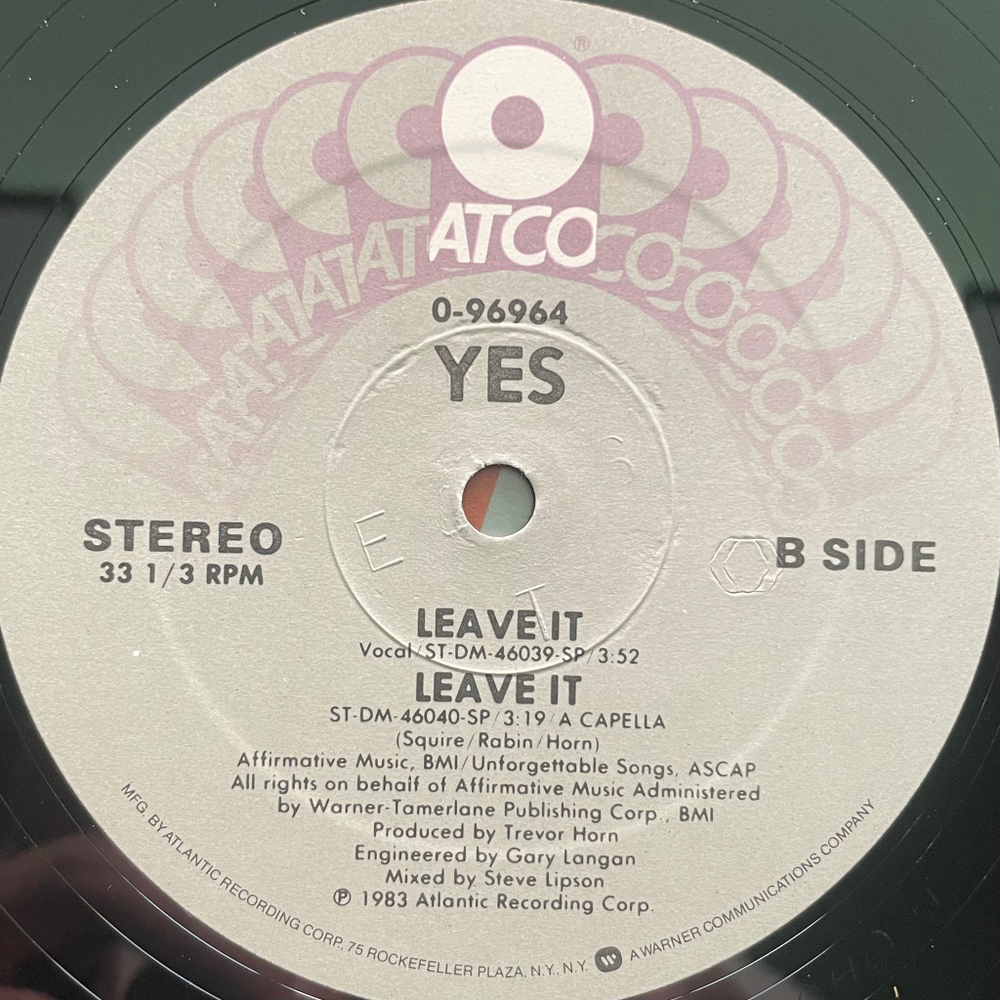 ®
ATCO
0-96964
YES
STEREO
33 1/3 RPM
B SIDE
LEAVE IT
Vocal/ST-DM-46039-SP/3:52
LEAVE IT
ST-DM-46040-SP/3:19/A CAPELLA
(Squire/Rabin/Horn)
Affirmative Music, BMI/Unforgettable Songs, ASCAP
All rights on behalf of Affirmative Music Administered
by Warner-Tamerlane Publishing Corp., BMI
Produced by Trevor Horn
Engineered by Gary Langan
Mixed by Steve Lipson
℗ 1983 Atlantic Recording Corp.
MFG. BY ATLANTIC RECORDING CORP., 75 ROCKEFELLER PLAZA, N.Y., N.Y. A WARNER COMMUNICATIONS COMPANY